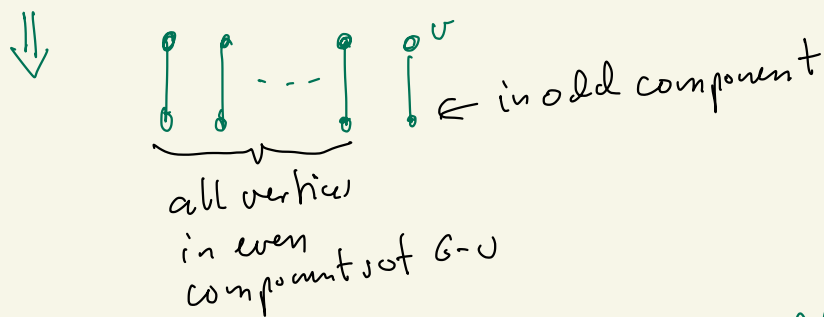 v
← in odd component
all vertices
in even
components of G-v